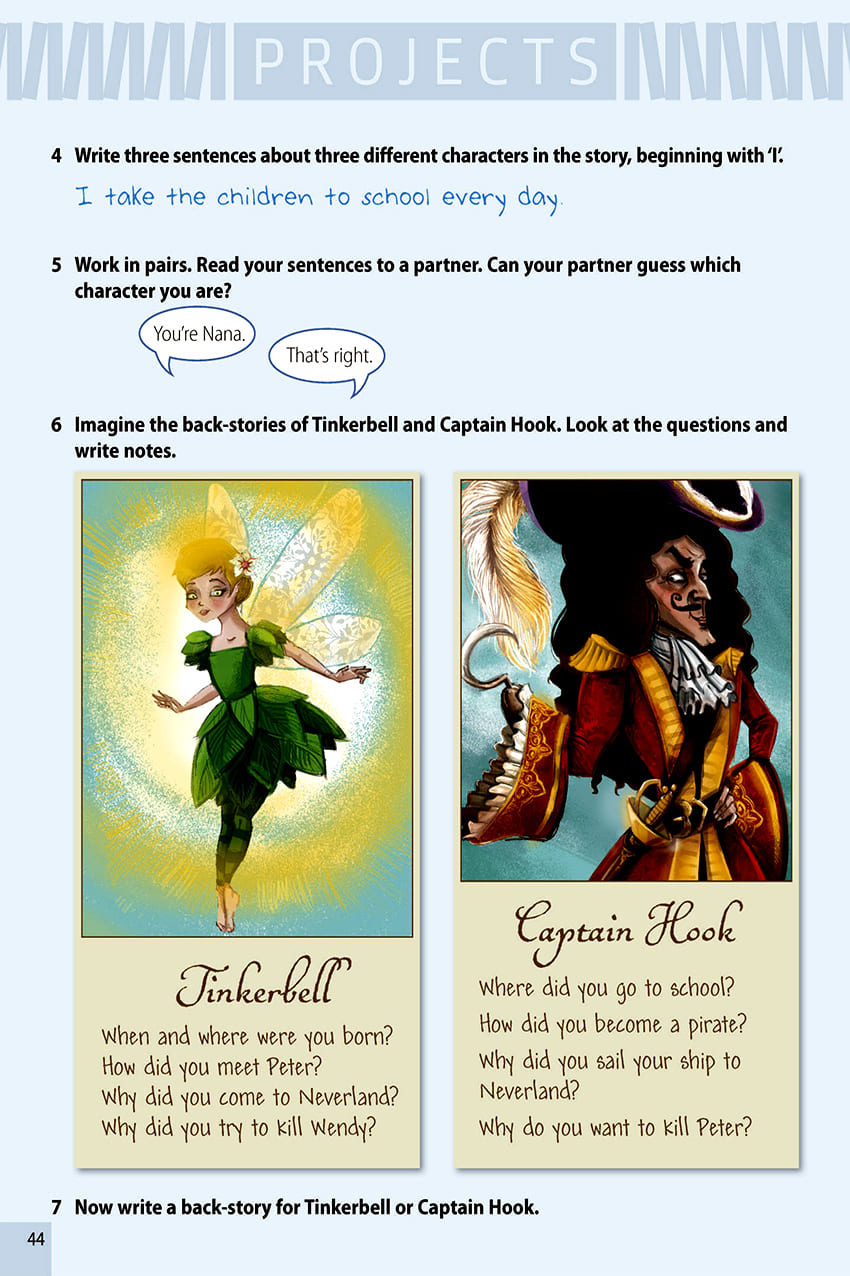 PROJECTS
4 Write three sentences about three different characters in the story, beginning with ‘I’.
I take the children to school every day.
5 Work in pairs. Read your sentences to a partner. Can your partner guess which
character you are?
You’re Nana.
That’s right.
6 Imagine the back-stories of Tinkerbell and Captain Hook. Look at the questions and
write notes.
Tinkerbell
When and where were you born?
How did you meet Peter?
Why did you come to Neverland?
Why did you try to kill Wendy?
Captain Hook
Where did you go to school?
How did you become a pirate?
Why did you sail your ship to
Neverland?
Why do you want to kill Peter?
7 Now write a back-story for Tinkerbell or Captain Hook.
44